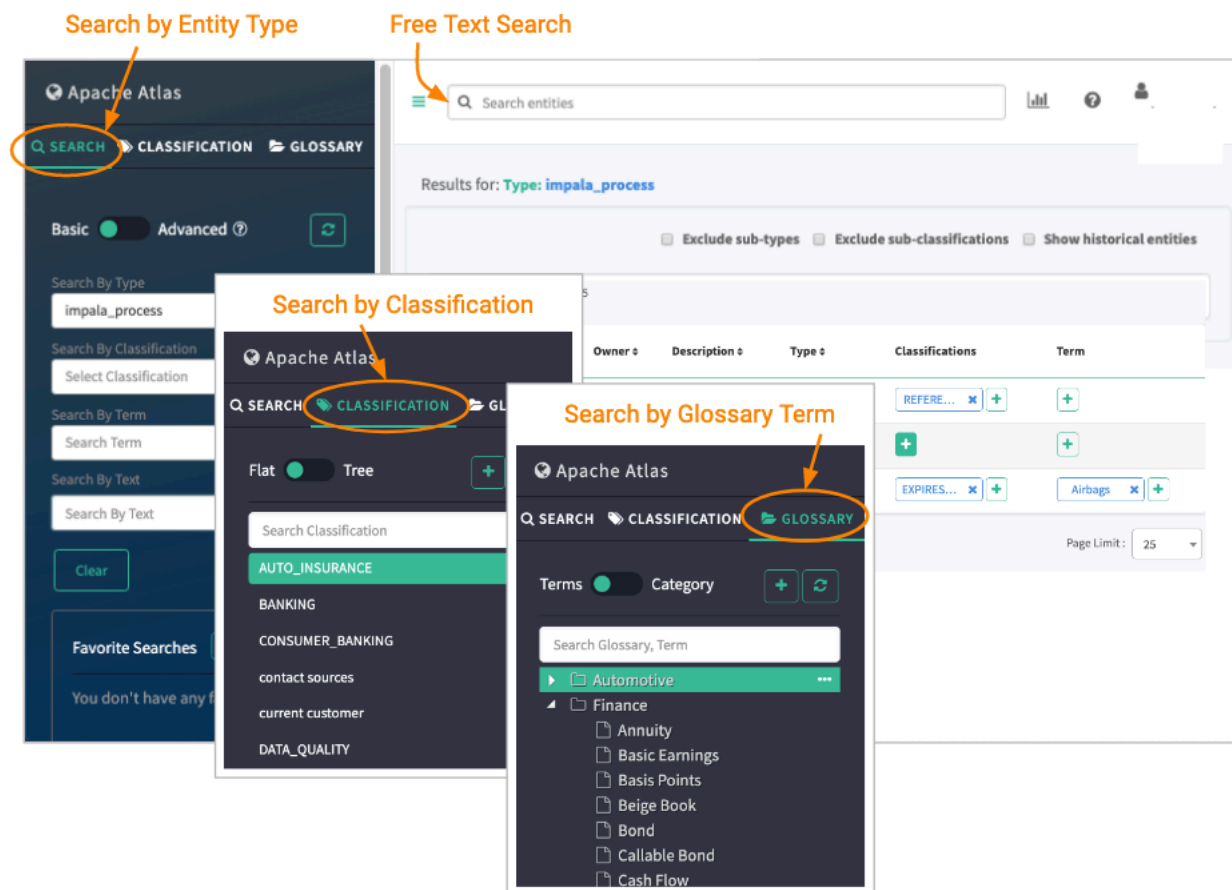 Search by Entity Type
Free Text Search
Apache Atlas
SEARCH CLASSIFICATION GLOSSARY
Basic Advanced
Search By Type
impala_process
Search By Classification
Select Classification
Search By Term
Search Term
Search By Text
Search By Text
Clear
Favorite Searches
You don't have any f
Search entities
Results for: Type: impala_process
Exclude sub-types Exclude sub-classifications Show historical entities
5
Owner Description Type Classifications Term
REFERE... × +
+
+
+
EXPIRES... × + Airbags × +
Page Limit : 25
Search by Classification
Apache Atlas
SEARCH CLASSIFICATION GL
Flat Tree +
Search Classification
AUTO_INSURANCE
BANKING
CONSUMER_BANKING
contact sources
current customer
DATA_QUALITY
Search by Glossary Term
Apache Atlas
SEARCH CLASSIFICATION GLOSSARY
Terms Category +
Search Glossary, Term
Automotive ...
Finance
Annuity
Basic Earnings
Basis Points
Beige Book
Bond
Callable Bond
Cash Flow